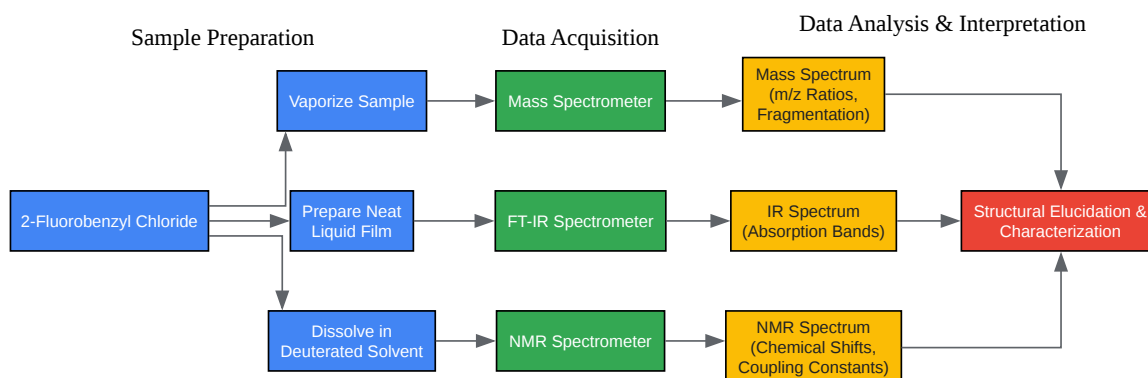 Sample Preparation
Data Acquisition
Data Analysis & Interpretation
Vaporize Sample
Mass Spectrometer
Mass Spectrum
(m/z Ratios,
Fragmentation)
2-Fluorobenzyl Chloride
Prepare Neat
Liquid Film
FT-IR Spectrometer
IR Spectrum
(Absorption Bands)
Structural Elucidation &
Characterization
Dissolve in
Deuterated Solvent
NMR Spectrometer
NMR Spectrum
(Chemical Shifts,
Coupling Constants)